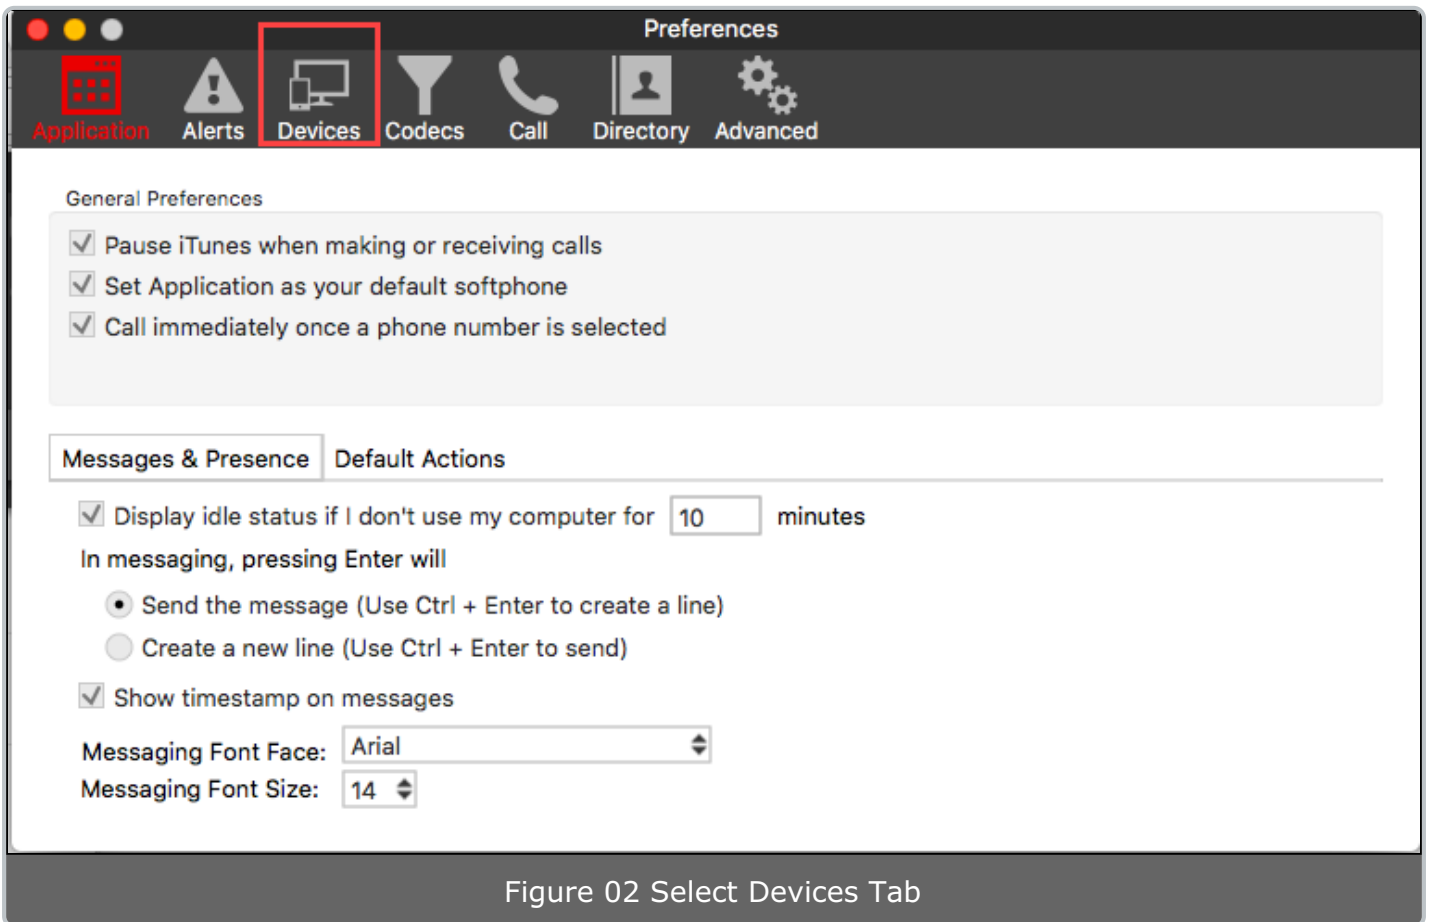 Preferences
Application Alerts Devices Codecs Call Directory Advanced
General Preferences
Pause iTunes when making or receiving calls
Set Application as your default softphone
Call immediately once a phone number is selected
Messages & Presence Default Actions
Display idle status if I don't use my computer for 10 minutes
In messaging, pressing Enter will
Send the message (Use Ctrl + Enter to create a line)
Create a new line (Use Ctrl + Enter to send)
Show timestamp on messages
Messaging Font Face: Arial
Messaging Font Size: 14
Figure 02 Select Devices Tab